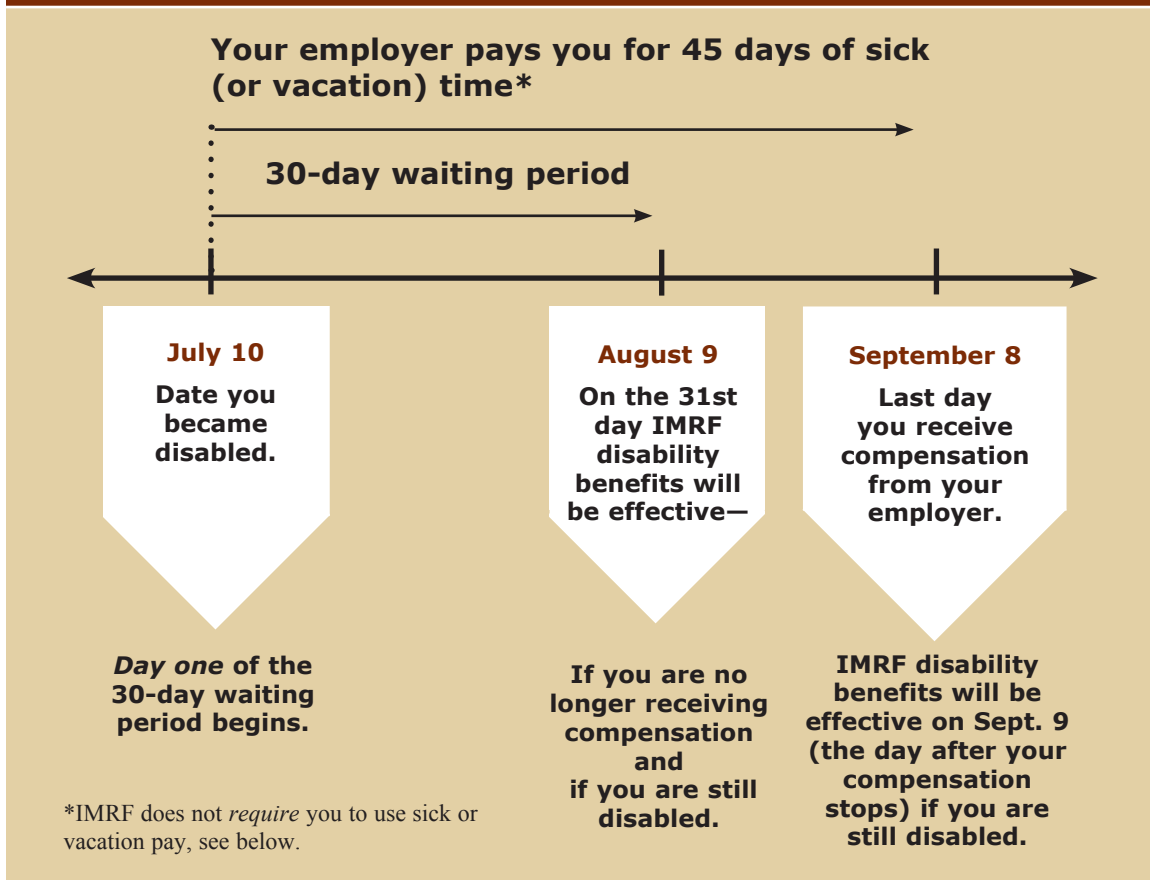 Your employer pays you for 45 days of sick
(or vacation) time*
30-day waiting period
July 10
Date you
became
disabled.
Day one of the
30-day waiting
period begins.
August 9
On the 31st
day IMRF
disability
benefits will
be effective—
If you are no
longer receiving
compensation
and
if you are still
disabled.
September 8
Last day
you receive
compensation
from your
employer.
IMRF disability
benefits will be
effective on Sept. 9
(the day after your
compensation
stops) if you are
still disabled.
*IMRF does not require you to use sick or
vacation pay, see below.